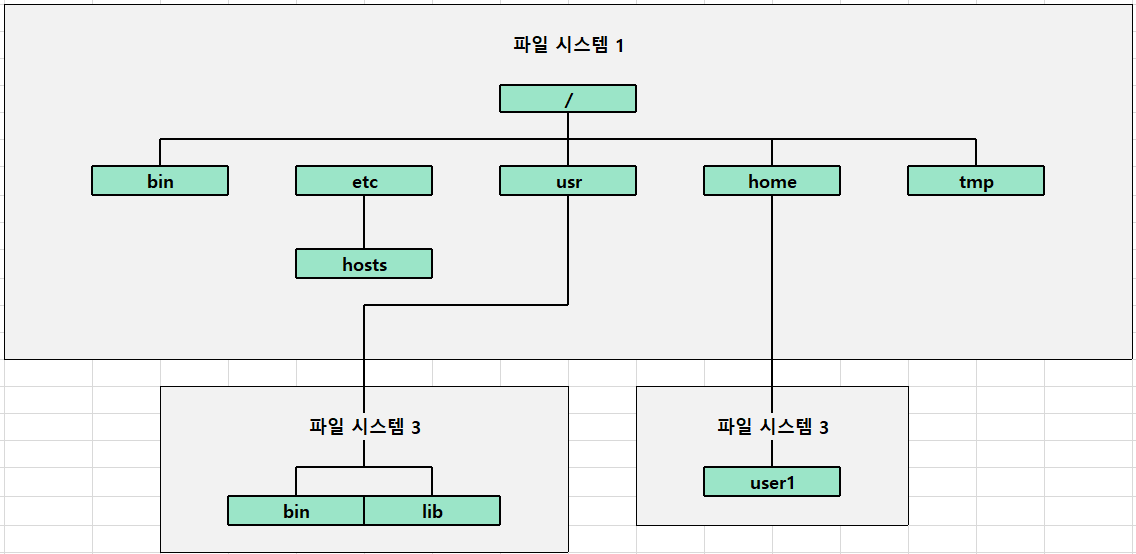 파일 시스템 1
/
bin etc usr home tmp
hosts
파일 시스템 3 파일 시스템 3
user1
bin lib